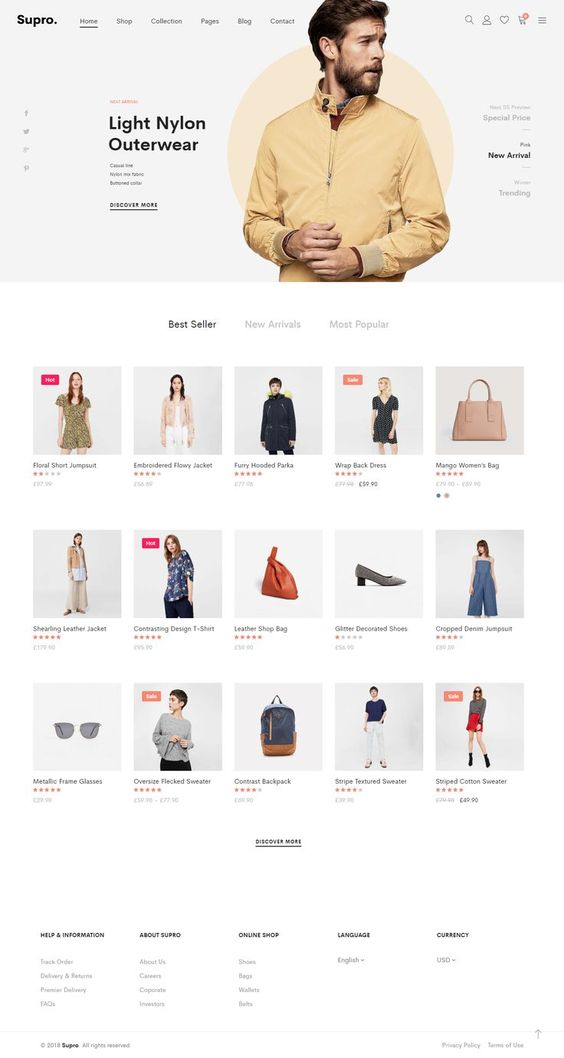 Supro.
Home
Shop
Collection
Pages
Blog
Contact
NEXT ARRIVAL
Light Nylon
Outerwear
Casual line
Nylon mix fabric
Buttoned collar
DISCOVER MORE
Next SS Preview
Special Price
Pink
New Arrival
Winter
Trending
Best Seller
New Arrivals
Most Popular
Hot
Sale
Floral Short Jumpsuit
Embroidered Flowy Jacket
Furry Hooded Parka
Wrap Back Dress
Mango Women's Bag
£97.99
£56.89
£77.98
£77.98 £59.90
£79.90 – £89.90
Hot
Shearling Leather Jacket
Contrasting Design T-Shirt
Leather Shop Bag
Glitter Decorated Shoes
Cropped Denim Jumpsuit
£179.90
£95.90
£59.90
£56.90
£89.89
Sale
Sale
Metallic Frame Glasses
Oversize Flecked Sweater
Contrast Backpack
Stripe Textured Sweater
Striped Cotton Sweater
£29.99
£59.90 – £77.90
£69.90
£39.90
£79.90 £49.90
DISCOVER MORE
HELP & INFORMATION
ABOUT SUPRO
ONLINE SHOP
LANGUAGE
CURRENCY
Track Order
About Us
Shoes
English
USD
Delivery & Returns
Careers
Bags
Premier Delivery
Coporate
Wallets
FAQs
Investors
Belts
© 2018 Supro. All rights reserved.
Privacy Policy
Terms of Use